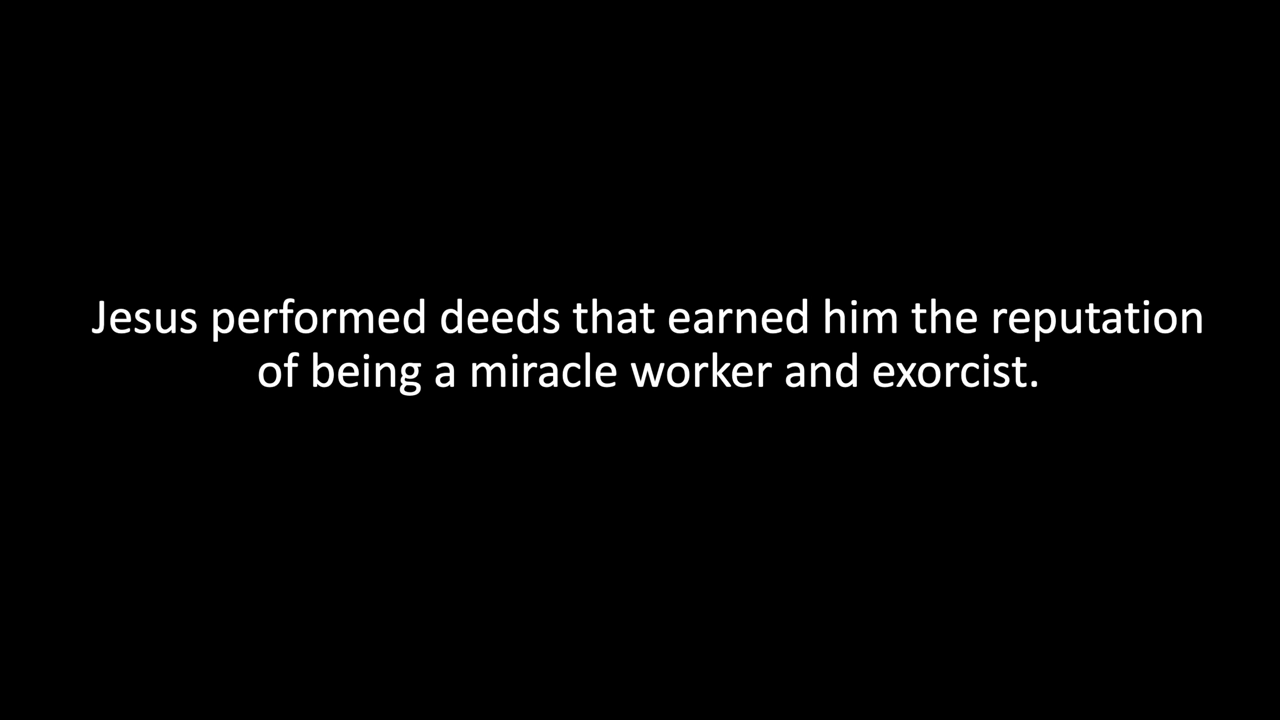 Jesus performed deeds that earned him the reputation
of being a miracle worker and exorcist.